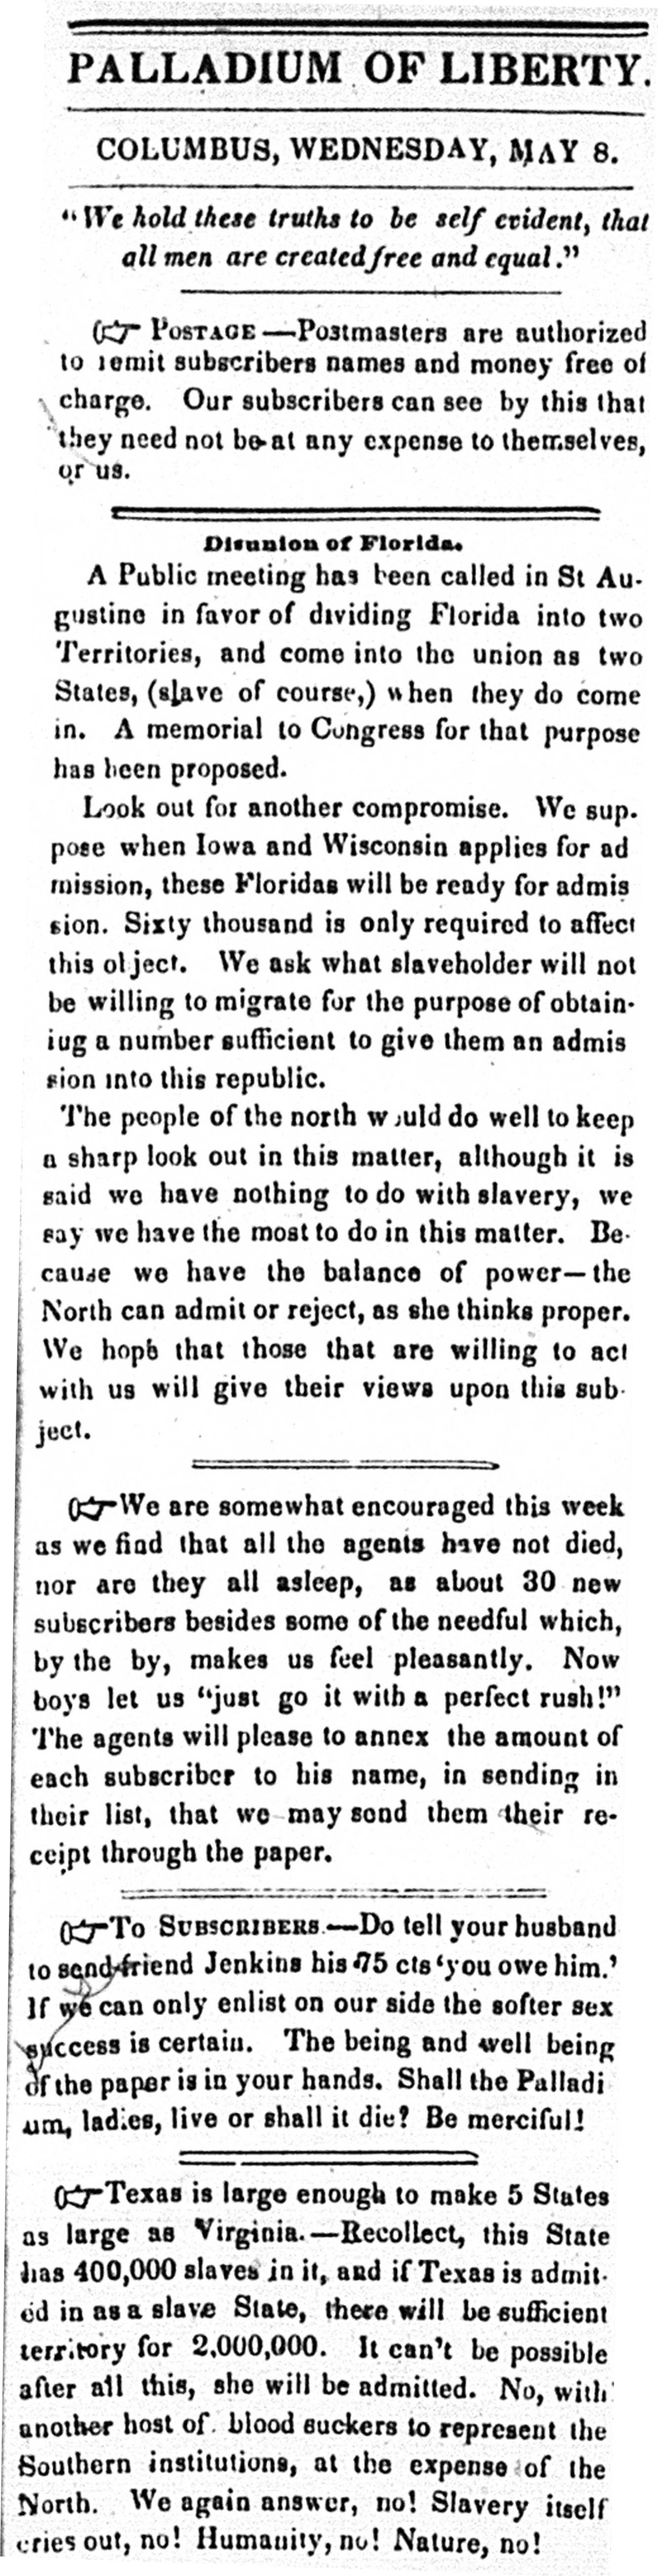 PALLADIUM OF LIBERTY.
COLUMBUS, WEDNESDAY, MAY 8.
"We hold these truths to be self evident, that
all men are created free and equal."
☞ POSTAGE—Postmasters are authorized
to remit subscribers names and money free of
charge. Our subscribers can see by this that
they need not be at any expense to themselves,
or us.
Disunion of Florida.
A Public meeting has been called in St Au-
gustine in favor of dividing Florida into two
Territories, and come into the union as two
States, (slave of course,) when they do come
in. A memorial to Congress for that purpose
has been proposed.
Look out for another compromise. We sup-
pose when Iowa and Wisconsin applies for ad
mission, these Floridas will be ready for admis
sion. Sixty thousand is only required to affect
this object. We ask what slaveholder will not
be willing to migrate for the purpose of obtain-
iug a number sufficient to give them an admis
sion into this republic.
The people of the north would do well to keep
a sharp look out in this matter, although it is
said we have nothing to do with slavery, we
say we have the most to do in this matter. Be-
cause we have the balance of power—the
North can admit or reject, as she thinks proper.
We hope that those that are willing to act
with us will give their views upon this sub-
ject.
☞We are somewhat encouraged this week
as we find that all the agents have not died,
nor are they all asleep, as about 30 new
subscribers besides some of the needful which,
by the by, makes us feel pleasantly. Now
boys let us "just go it with a perfect rush!"
The agents will please to annex the amount of
each subscriber to his name, in sending in
their list, that we may send them their re-
ceipt through the paper.
☞To SUBSCRIBERS.—Do tell your husband
to send friend Jenkins his 75 cts 'you owe him.'
If we can only enlist on our side the softer sex
success is certain. The being and well being
of the paper is in your hands. Shall the Palladi
um, ladies, live or shall it die? Be merciful!
☞Texas is large enough to make 5 States
as large as Virginia.—Recollect, this State
has 400,000 slaves in it, and if Texas is admit-
ed in as a slave State, there will be sufficient
territory for 2,000,000. It can't be possible
after all this, she will be admitted. No, with
another host of blood suckers to represent the
Southern institutions, at the expense of the
North. We again answer, no! Slavery itself
cries out, no! Humanity, no! Nature, no!